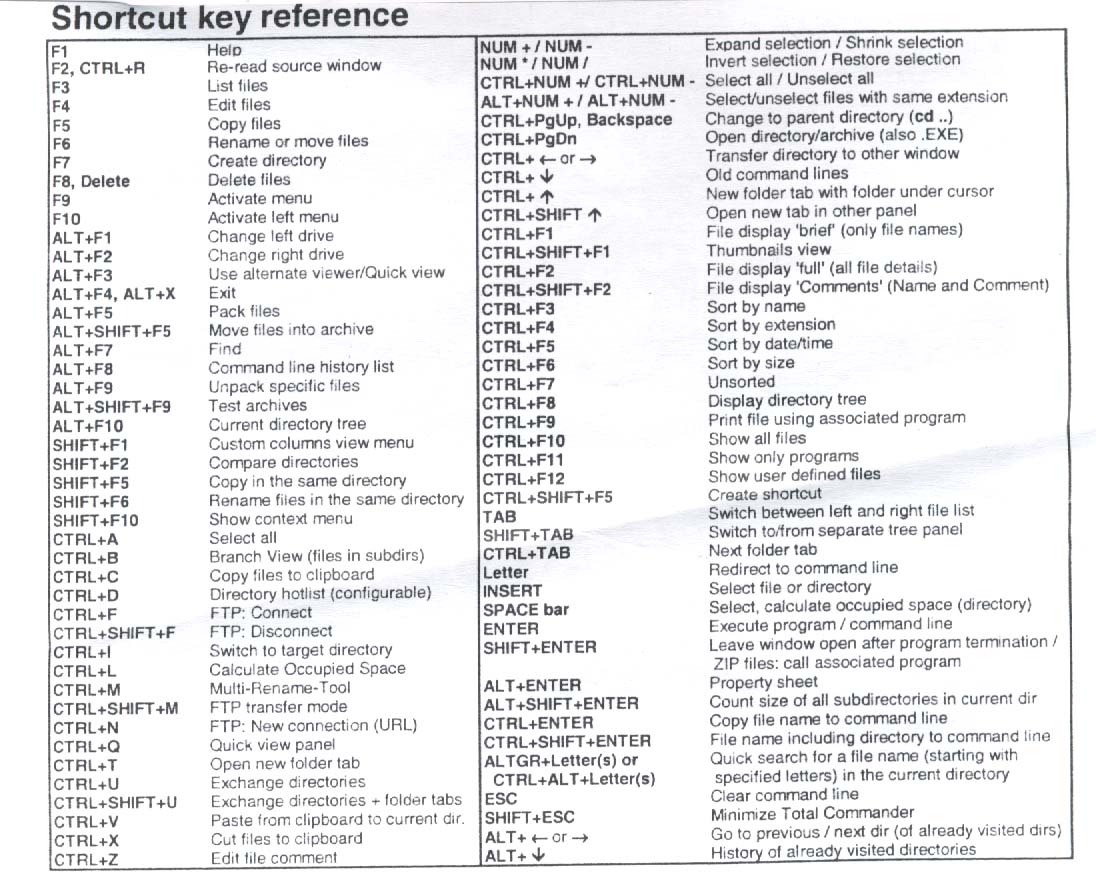 Shortcut key reference
F1 Help
F2, CTRL+R Re-read source window
F3 List files
F4 Edit files
F5 Copy files
F6 Rename or move files
F7 Create directory
F8, Delete Delete files
F9 Activate menu
F10 Activate left menu
ALT+F1 Change left drive
ALT+F2 Change right drive
ALT+F3 Use alternate viewer/Quick view
ALT+F4, ALT+X Exit
ALT+F5 Pack files
ALT+SHIFT+F5 Move files into archive
ALT+F7 Find
ALT+F8 Command line history list
ALT+F9 Unpack specific files
ALT+SHIFT+F9 Test archives
ALT+F10 Current directory tree
SHIFT+F1 Custom columns view menu
SHIFT+F2 Compare directories
SHIFT+F5 Copy in the same directory
SHIFT+F6 Rename files in the same directory
SHIFT+F10 Show context menu
CTRL+A Select all
CTRL+B Branch View (files in subdirs)
CTRL+C Copy files to clipboard
CTRL+D Directory hotlist (configurable)
CTRL+F FTP: Connect
CTRL+SHIFT+F FTP: Disconnect
CTRL+I Switch to target directory
CTRL+L Calculate Occupied Space
CTRL+M Multi-Rename-Tool
CTRL+SHIFT+M FTP transfer mode
CTRL+N FTP: New connection (URL)
CTRL+Q Quick view panel
CTRL+T Open new folder tab
CTRL+U Exchange directories
CTRL+SHIFT+U Exchange directories + folder tabs
CTRL+V Paste from clipboard to current dir.
CTRL+X Cut files to clipboard
CTRL+Z Edit file comment
NUM + / NUM - Expand selection / Shrink selection
NUM * / NUM / Invert selection / Restore selection
CTRL+NUM +/ CTRL+NUM - Select all / Unselect all
ALT+NUM + / ALT+NUM - Select/unselect files with same extension
CTRL+PgUp, Backspace Change to parent directory (cd ..)
CTRL+PgDn Open directory/archive (also .EXE)
CTRL+ ← or → Transfer directory to other window
CTRL+ ↓ Old command lines
CTRL+ ↑ New folder tab with folder under cursor
CTRL+SHIFT ↑ Open new tab in other panel
CTRL+F1 File display 'brief' (only file names)
CTRL+SHIFT+F1 Thumbnails view
CTRL+F2 File display 'full' (all file details)
CTRL+SHIFT+F2 File display 'Comments' (Name and Comment)
CTRL+F3 Sort by name
CTRL+F4 Sort by extension
CTRL+F5 Sort by date/time
CTRL+F6 Sort by size
CTRL+F7 Unsorted
CTRL+F8 Display directory tree
CTRL+F9 Print file using associated program
CTRL+F10 Show all files
CTRL+F11 Show only programs
CTRL+F12 Show user defined files
CTRL+SHIFT+F5 Create shortcut
TAB Switch between left and right file list
SHIFT+TAB Switch to/from separate tree panel
CTRL+TAB Next folder tab
Letter Redirect to command line
INSERT Select file or directory
SPACE bar Select, calculate occupied space (directory)
ENTER Execute program / command line
SHIFT+ENTER Leave window open after program termination /
ZIP files: call associated program
ALT+ENTER Property sheet
ALT+SHIFT+ENTER Count size of all subdirectories in current dir
CTRL+ENTER Copy file name to command line
CTRL+SHIFT+ENTER File name including directory to command line
ALTGR+Letter(s) or Quick search for a file name (starting with
CTRL+ALT+Letter(s) specified letters) in the current directory
ESC Clear command line
SHIFT+ESC Minimize Total Commander
ALT+ ← or → Go to previous / next dir (of already visited dirs)
ALT+ ↓ History of already visited directories